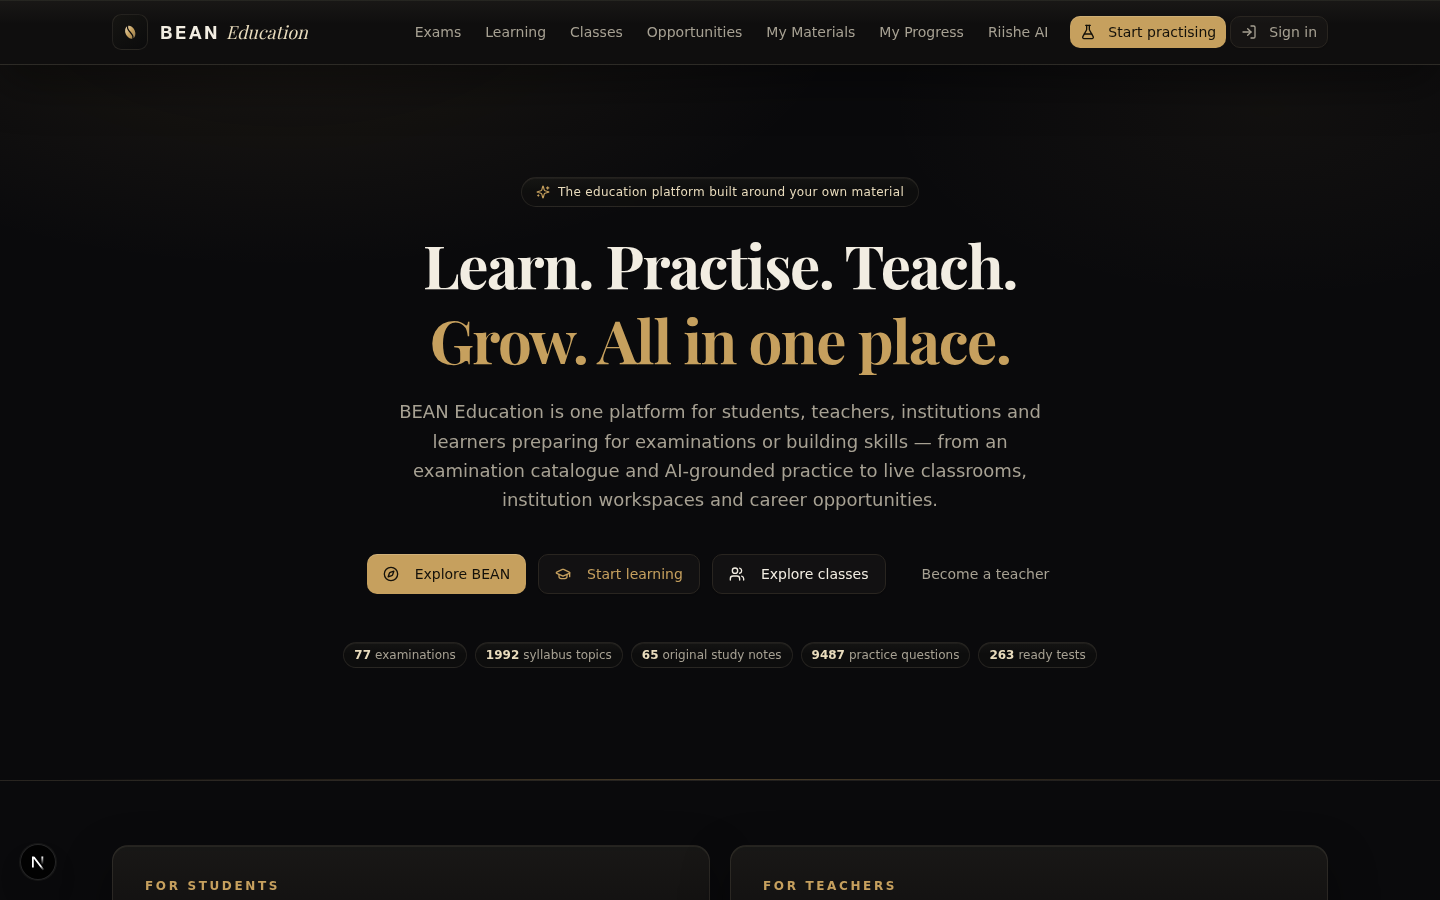 BEAN Education
Exams
Learning
Classes
Opportunities
My Materials
My Progress
Riishe AI
Start practising
Sign in
The education platform built around your own material
Learn. Practise. Teach.
Grow. All in one place.
BEAN Education is one platform for students, teachers, institutions and
learners preparing for examinations or building skills — from an
examination catalogue and AI-grounded practice to live classrooms,
institution workspaces and career opportunities.
Explore BEAN
Start learning
Explore classes
Become a teacher
77 examinations
1992 syllabus topics
65 original study notes
9487 practice questions
263 ready tests
FOR STUDENTS
FOR TEACHERS
N